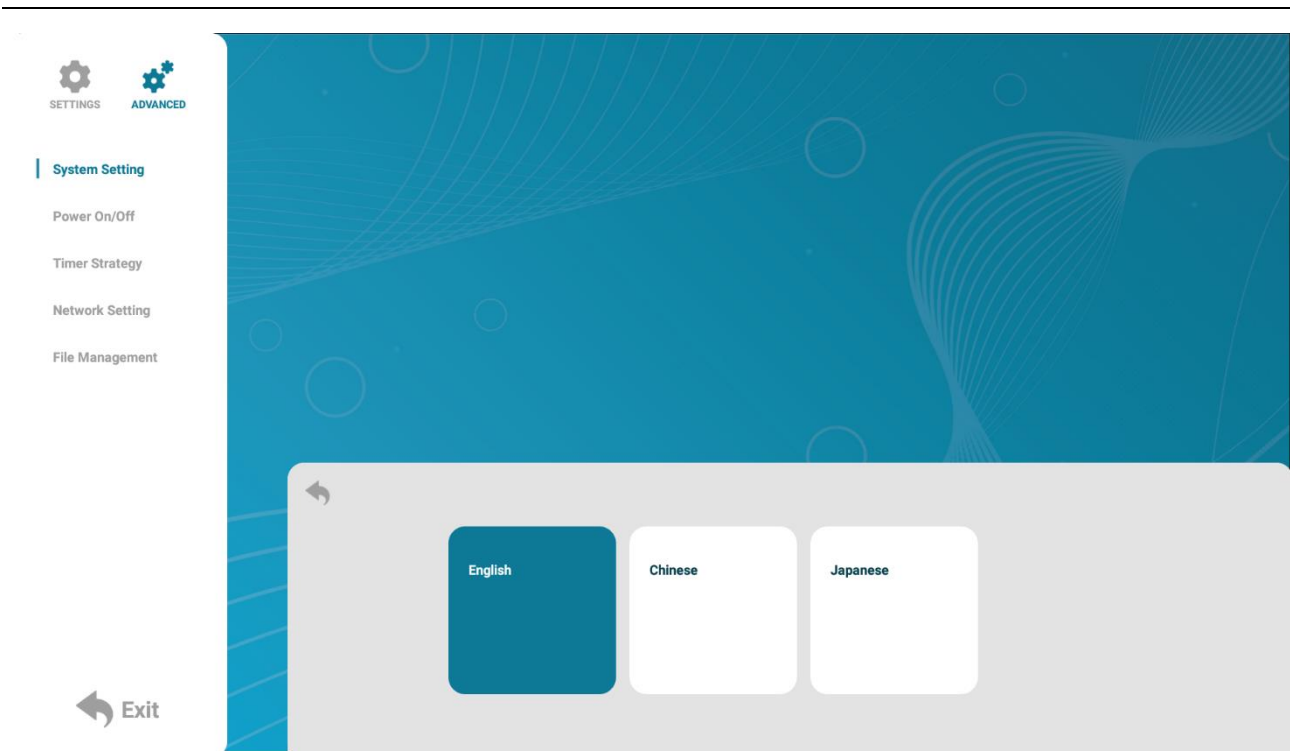 SETTINGS ADVANCED
System Setting
Power On/Off
Timer Strategy
Network Setting
File Management
Exit
English
Chinese
Japanese